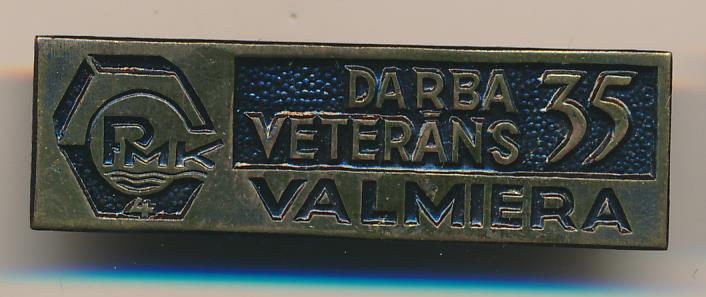 PMK
4
DARBA
VETERĀNS 35
VALMIERA